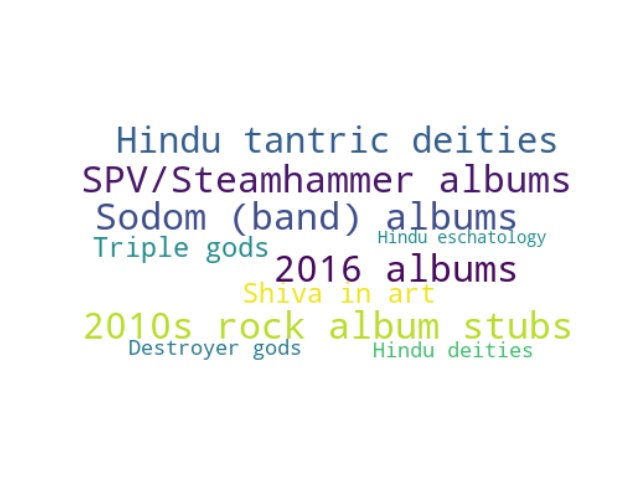 Hindu tantric deities
SPV/Steamhammer albums
Sodom (band) albums
Triple gods
Hindu eschatology
2016 albums
Shiva in art
2010s rock album stubs
Destroyer gods
Hindu deities